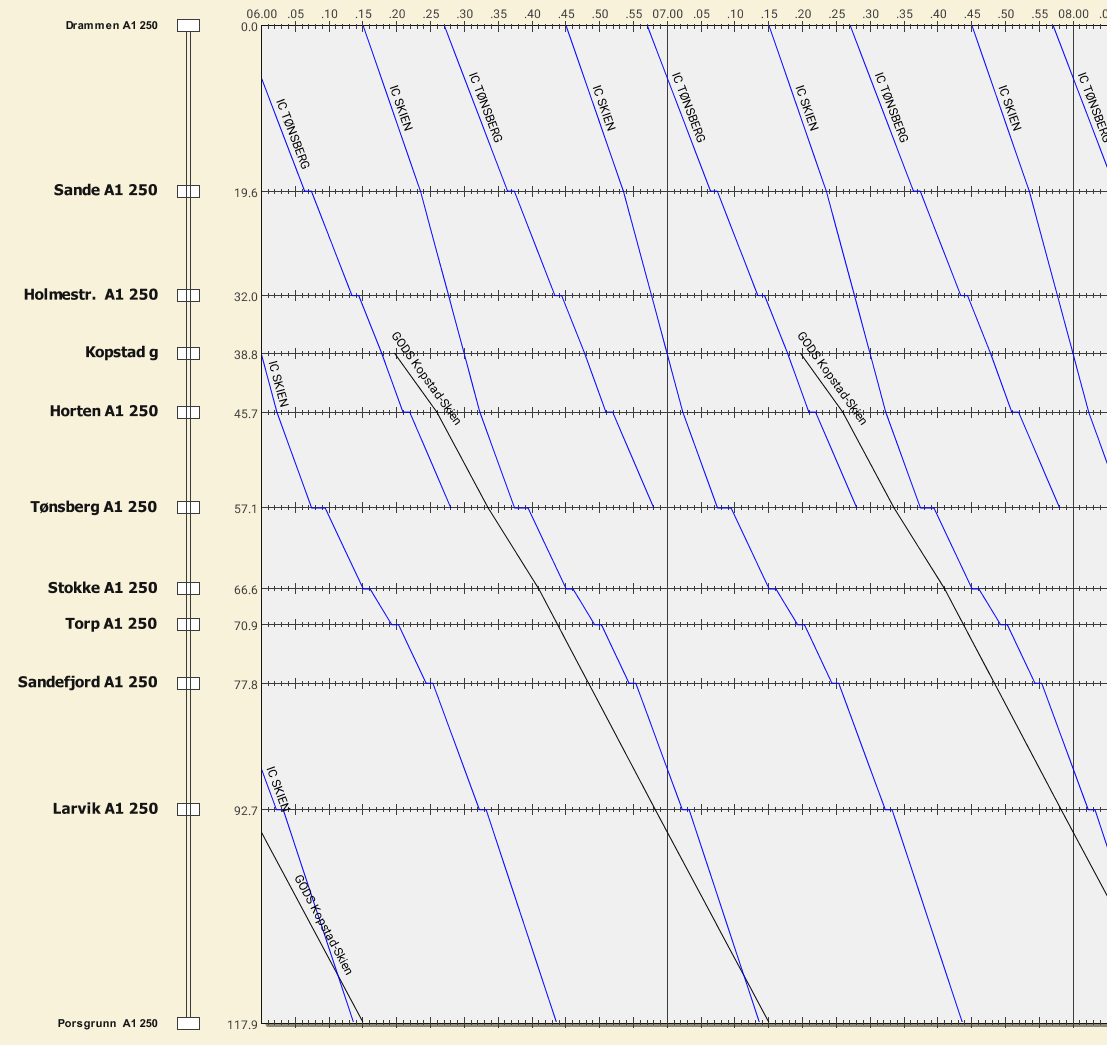 06.00 .05 .10 .15 .20 .25 .30 .35 .40 .45 .50 .55 07.00 .05 .10 .15 .20 .25 .30 .35 .40 .45 .50 .55 08.00
Drammen A1 250 0.0
IC TØNSBERG
IC SKIEN
IC TØNSBERG
IC SKIEN
IC TØNSBERG
IC SKIEN
IC TØNSBERG
IC SKIEN
IC TØNSBERG
Sande A1 250 19.6
Holmestr. A1 250 32.0
Kopstad g 38.8
GODS Kopstad-Skien
GODS Kopstad-Skien
IC SKIEN
Horten A1 250 45.7
Tønsberg A1 250 57.1
Stokke A1 250 66.6
Torp A1 250 70.9
Sandefjord A1 250 77.8
IC SKIEN
Larvik A1 250 92.7
GODS Kopstad-Skien
Porsgrunn A1 250 117.9